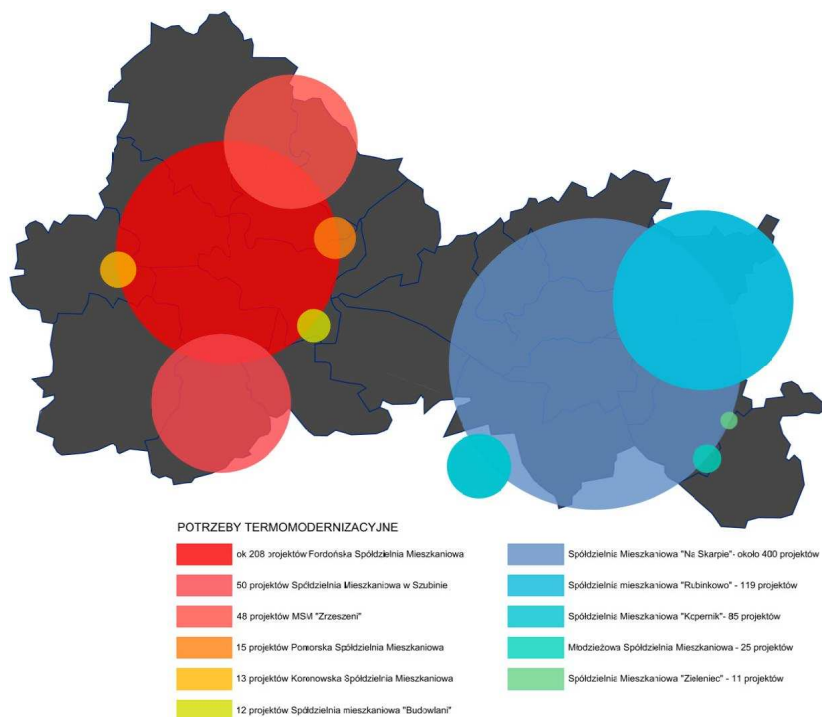 POTRZEBY TERMOMODERNIZACYJNE
ok 208 projektów Fordońska Spółdzielnia Mieszkaniowa
50 projektów Spółdzielnia Mieszkaniowa w Szubinie
48 projektów MSM "Zrzeszeni"
15 projektów Pomorska Spółdzielnia Mieszkaniowa
13 projektów Koronowska Spółdzielnia Mieszkaniowa
12 projektów Spółdzielnia mieszkaniowa "Budowlani"
Spółdzielnia Mieszkaniowa "Na Skarpie"- około 400 projektów
Spółdzielnia mieszkaniowa "Rubinkowo" - 119 projektów
Spółdzielnia Mieszkaniowa "Kopernik"- 85 projektów
Młodzieżowa Spółdzielnia Mieszkaniowa - 25 projektów
Spółdzielnia Mieszkaniowa "Zieleniec" - 11 projektów